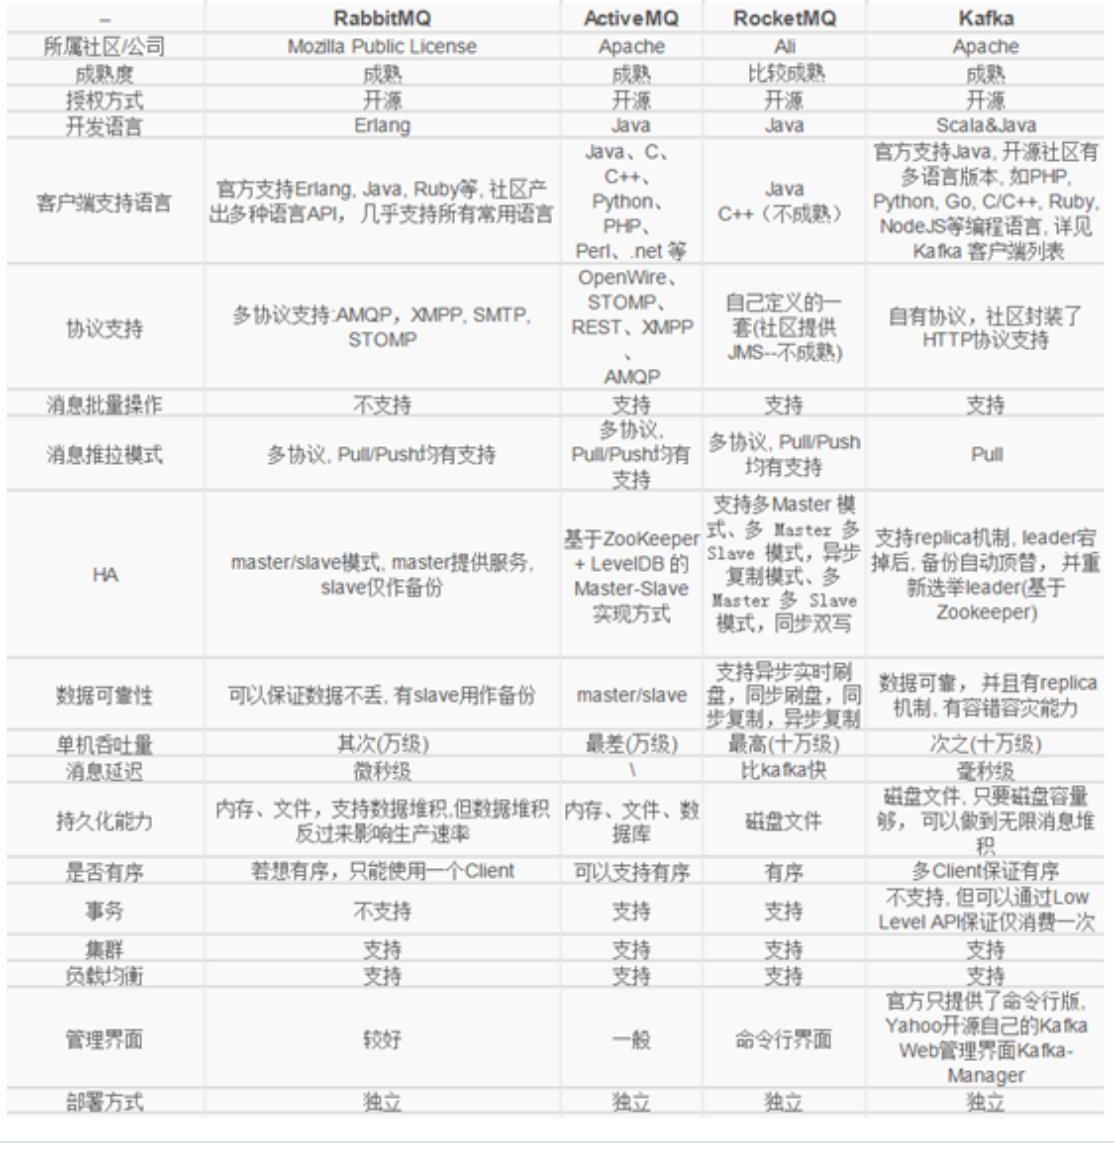 – RabbitMQ ActiveMQ RocketMQ Kafka
所属社区/公司 Mozilla Public License Apache Ali Apache
成熟度 成熟 成熟 比较成熟 成熟
授权方式 开源 开源 开源 开源
开发语言 Erlang Java Java Scala&Java
客户端支持语言
官方支持Erlang, Java, Ruby等, 社区产
出多种语言API， 几乎支持所有常用语言
Java、C、
C++、
Python、
PHP、
Perl、.net 等
Java
C++（不成熟）
官方支持Java, 开源社区有
多语言版本, 如PHP,
Python, Go, C/C++, Ruby,
NodeJS等编程语言, 详见
Kafka 客户端列表
协议支持
多协议支持:AMQP，XMPP, SMTP,
STOMP
OpenWire、
STOMP、
REST、XMPP
、
AMQP
自己定义的一
套(社区提供
JMS--不成熟)
自有协议，社区封装了
HTTP协议支持
消息批量操作 不支持 支持 支持 支持
消息推拉模式
多协议, Pull/Push均有支持
多协议,
Pull/Push均有
支持
多协议, Pull/Push
均有支持
Pull
HA
master/slave模式, master提供服务,
slave仅作备份
基于ZooKeeper
+ LevelDB 的
Master-Slave
实现方式
支持多Master 模
式、多 Master 多
Slave 模式，异步
复制模式、多
Master 多 Slave
模式，同步双写
支持replica机制, leader宕
掉后, 备份自动顶替， 并重
新选举leader(基于
Zookeeper)
数据可靠性
可以保证数据不丢, 有slave用作备份
master/slave
支持异步实时刷
盘，同步刷盘，同
步复制，异步复制
数据可靠， 并且有replica
机制, 有容错容灾能力
单机吞吐量 其次(万级) 最差(万级) 最高(十万级) 次之(十万级)
消息延迟 微秒级 \ 比kafka快 毫秒级
持久化能力
内存、文件，支持数据堆积,但数据堆积
反过来影响生产速率
内存、文件、数
据库
磁盘文件
磁盘文件, 只要磁盘容量
够， 可以做到无限消息堆
积
是否有序 若想有序，只能使用一个Client 可以支持有序 有序 多Client保证有序
事务
不支持
支持
支持
不支持, 但可以通过Low
Level API保证仅消费一次
集群 支持 支持 支持 支持
负载均衡 支持 支持 支持 支持
管理界面
较好
一般
命令行界面
官方只提供了命令行版,
Yahoo开源自己的Kafka
Web管理界面Kafka-
Manager
部署方式 独立 独立 独立 独立